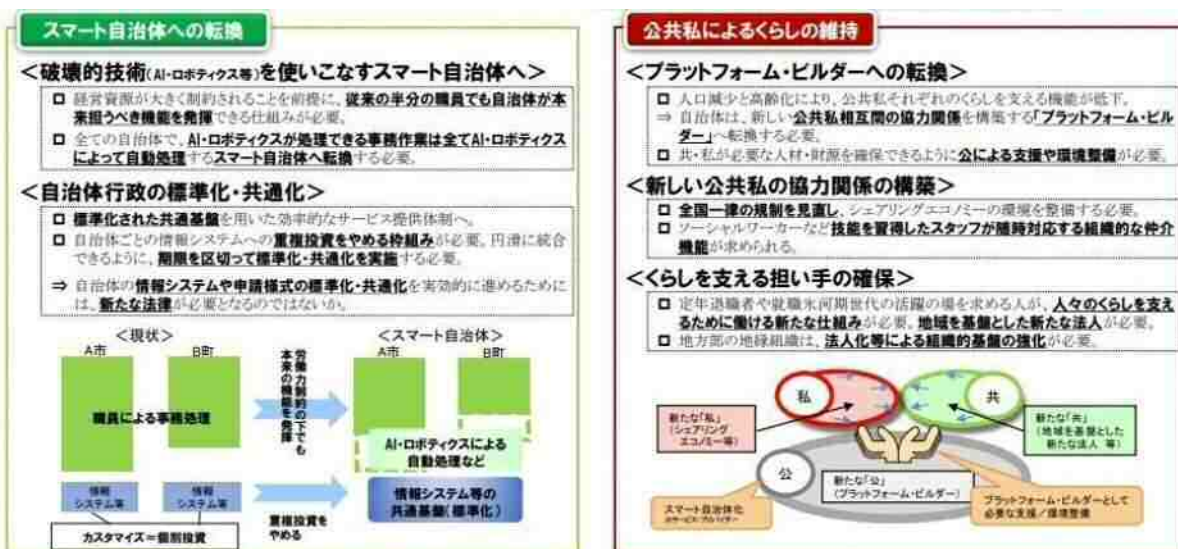 スマート自治体への転換
<破壊的技術(AI・ロボティクス等)を使いこなすスマート自治体へ>
□ 経営資源が大きく制約されることを前提に、従来の半分の職員でも自治体が本
来担うべき機能を発揮できる仕組みが必要。
□ 全ての自治体で、AI・ロボティクスが処理できる事務作業は全てAI・ロボティクス
によって自動処理するスマート自治体へ転換する必要。
<自治体行政の標準化・共通化>
□ 標準化された共通基盤を用いた効率的なサービス提供体制へ。
□ 自治体ごとの情報システムへの重複投資をやめる枠組みが必要。円滑に統合
できるように、期限を区切って標準化・共通化を実施する必要。
⇒ 自治体の情報システムや申請様式の標準化・共通化を実効的に進めるために
は、新たな法律が必要となるのではないか。
<現状>
A市
B町
職員による事務処理
情報
システム等
情報
システム等
カスタマイズ=個別投資
労働力制約の下でも
本来の機能を発揮
重複投資を
やめる
<スマート自治体>
A市
B町
AI・ロボティクスによる
自動処理など
情報システム等の
共通基盤(標準化)
公共私によるくらしの維持
<プラットフォーム・ビルダーへの転換>
□ 人口減少と高齢化により、公共私それぞれのくらしを支える機能が低下。
⇒ 自治体は、新しい公共私相互間の協力関係を構築する「プラットフォーム・ビル
ダー」へ転換する必要。
□ 共・私が必要な人材・財源を確保できるように公による支援や環境整備が必要。
<新しい公共私の協力関係の構築>
□ 全国一律の規制を見直し、シェアリングエコノミーの環境を整備する必要。
□ ソーシャルワーカーなど技能を習得したスタッフが随時対応する組織的な仲介
機能が求められる。
<くらしを支える担い手の確保>
□ 定年退職者や就職氷河期世代の活躍の場を求める人が、人々のくらしを支え
るために働ける新たな仕組みが必要。地域を基盤とした新たな法人が必要。
□ 地方部の地縁組織は、法人化等による組織的基盤の強化が必要。
私
共
新たな「私」
(シェアリング
エコノミー等)
新たな「共」
(地域を基盤とした
新たな法人 等)
公
新たな「公」
(プラットフォーム・ビルダー)
スマート自治体化
プラットフォーム・ビルダーとして
必要な支援/環境整備